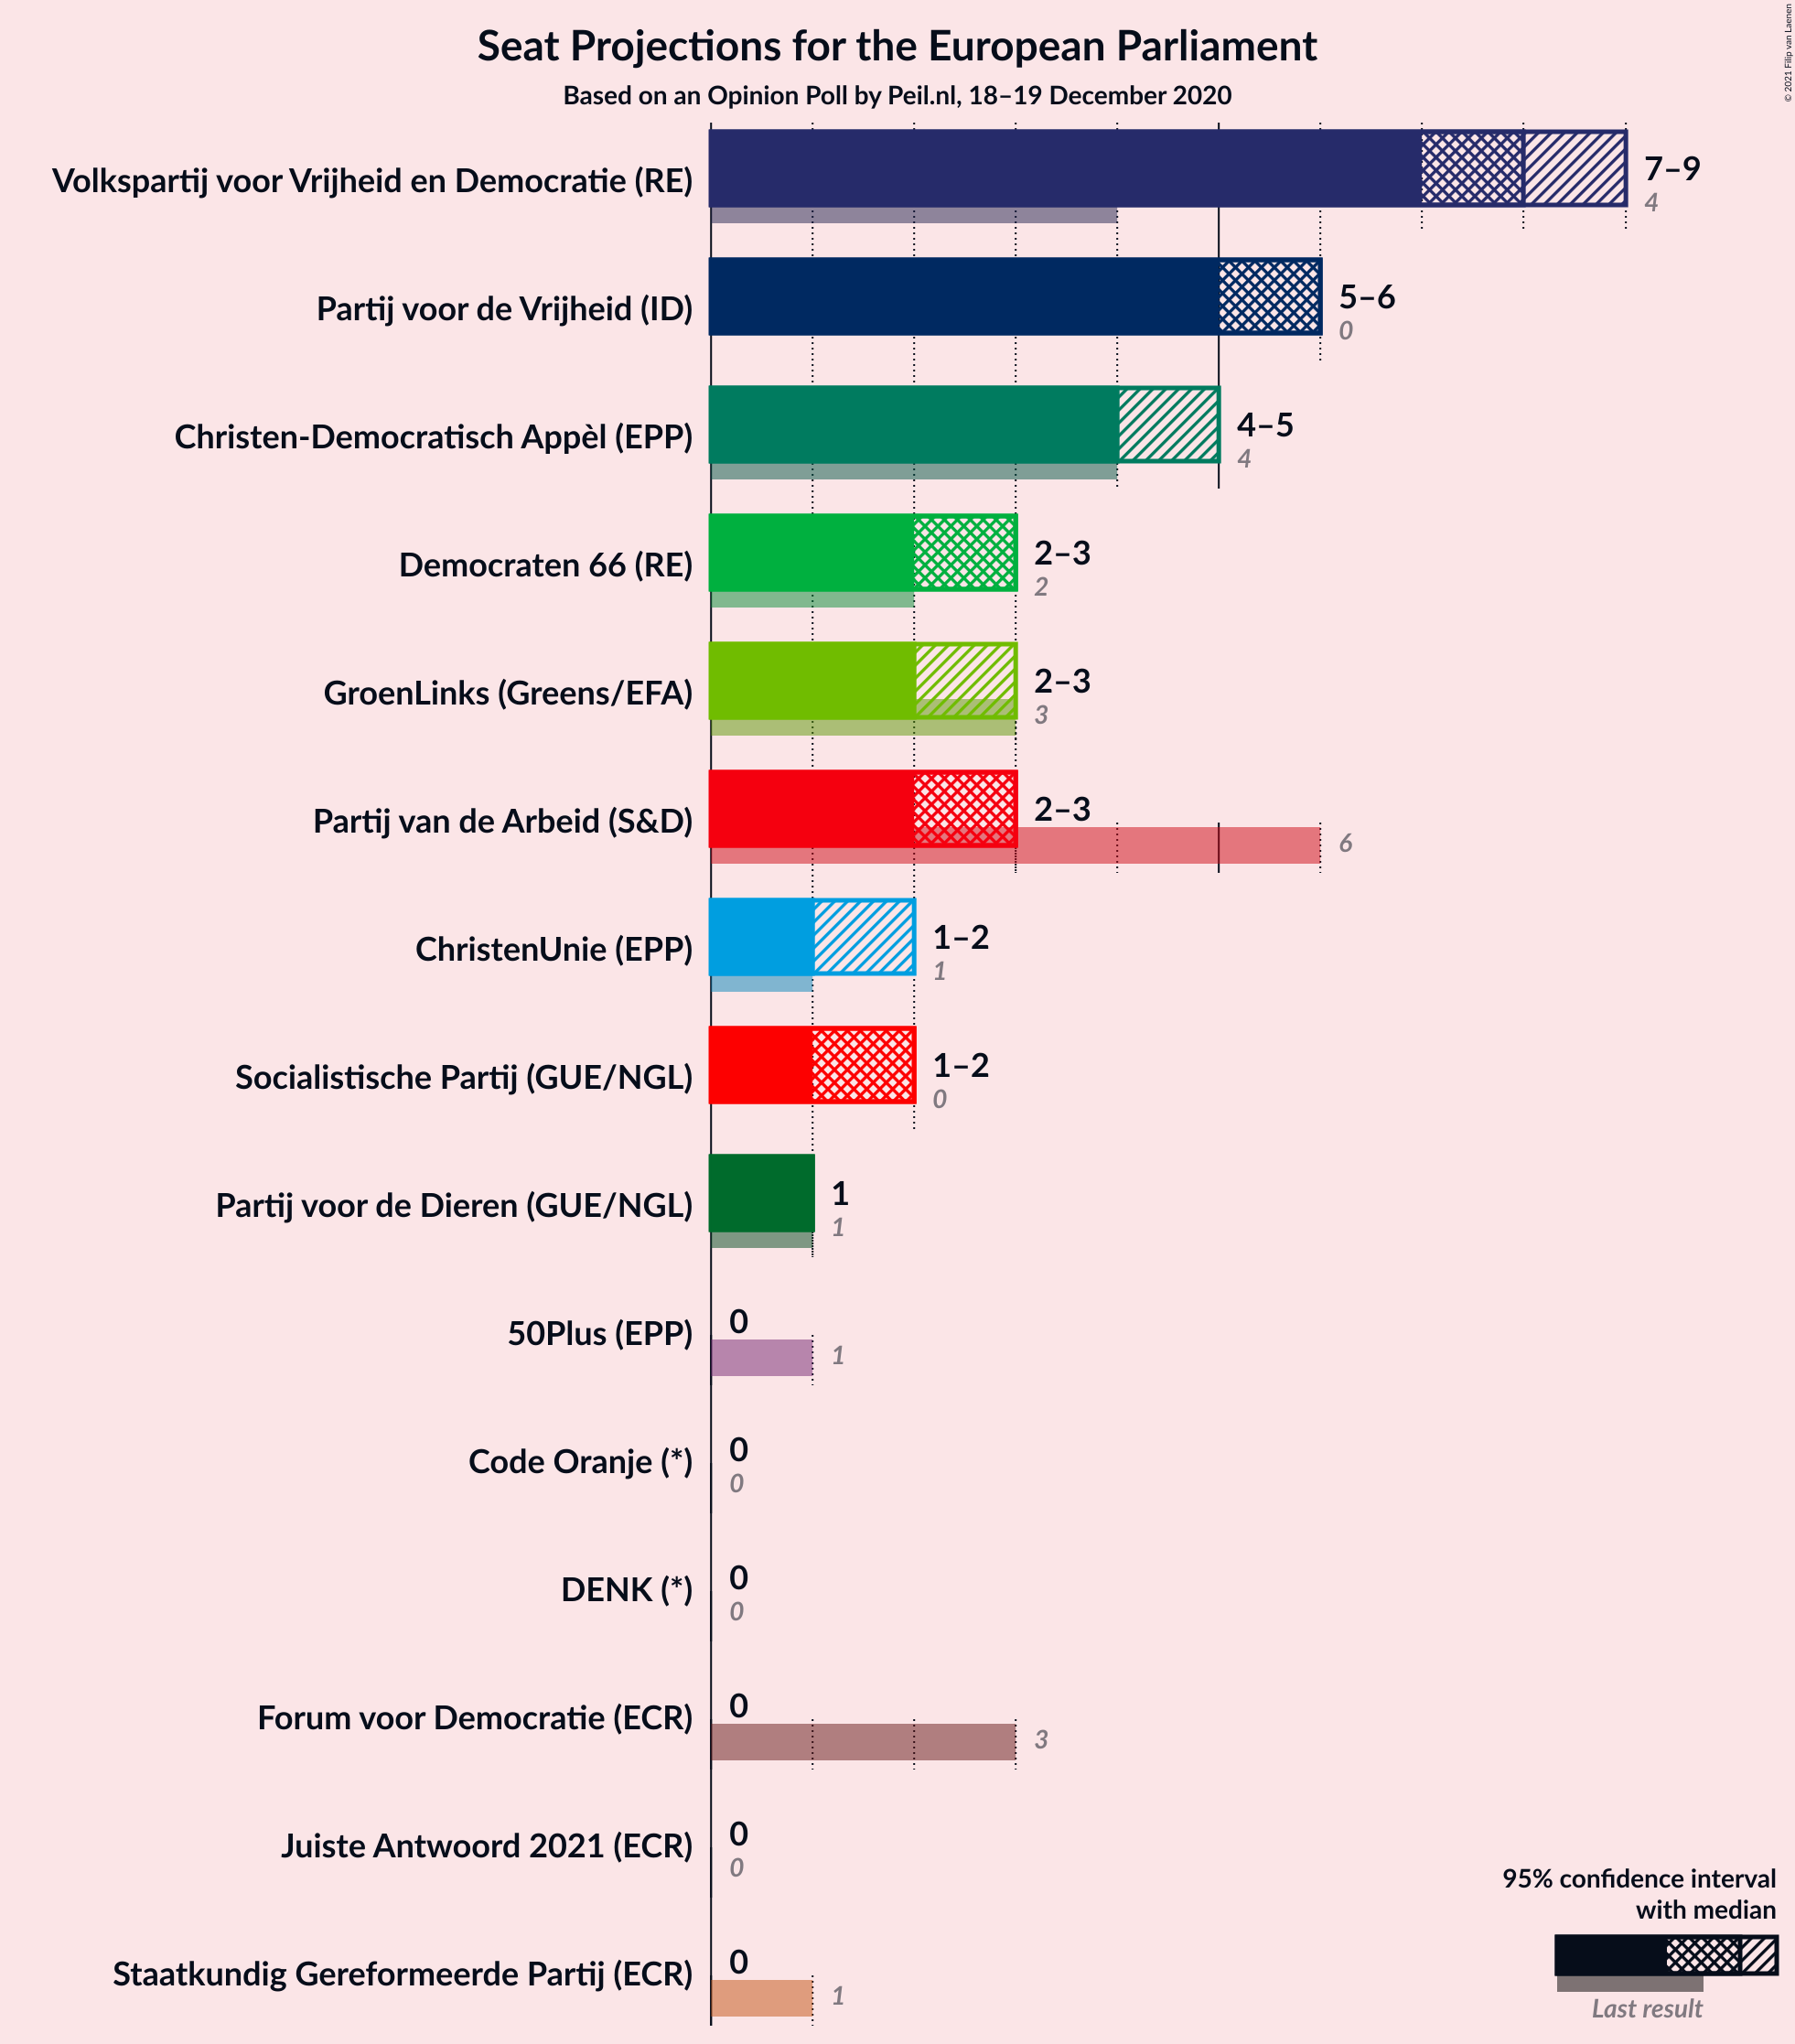 Seat Projections for the European Parliament
Based on an Opinion Poll by Peil.nl, 18–19 December 2020
© 2021 Filip van Laenen
Volkspartij voor Vrijheid en Democratie (RE)
7–9
4
Partij voor de Vrijheid (ID)
5–6
0
Christen-Democratisch Appèl (EPP)
4–5
4
Democraten 66 (RE)
2–3
2
GroenLinks (Greens/EFA)
2–3
3
Partij van de Arbeid (S&D)
2–3
6
ChristenUnie (EPP)
1–2
1
Socialistische Partij (GUE/NGL)
1–2
0
Partij voor de Dieren (GUE/NGL)
1
1
50Plus (EPP)
0
1
Code Oranje (*)
0
0
DENK (*)
0
0
Forum voor Democratie (ECR)
0
3
Juiste Antwoord 2021 (ECR)
0
0
Staatkundig Gereformeerde Partij (ECR)
0
1
95% confidence interval
with median
Last result